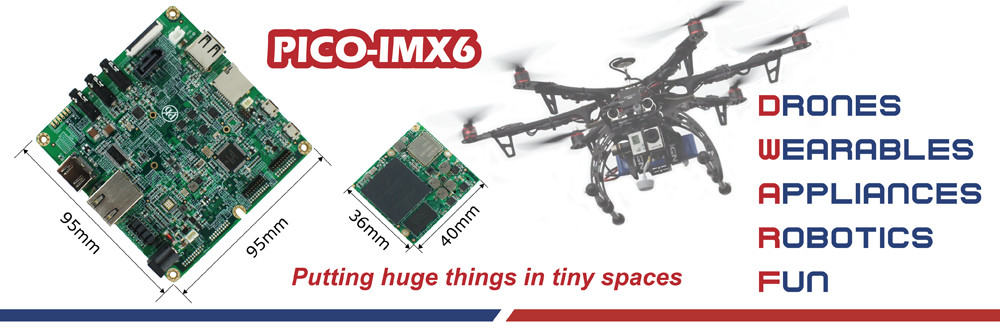 PICO-IMX6
95mm
95mm
36mm
40mm
DRONES
WEARABLES
APPLIANCES
ROBOTICS
FUN
Putting huge things in tiny spaces